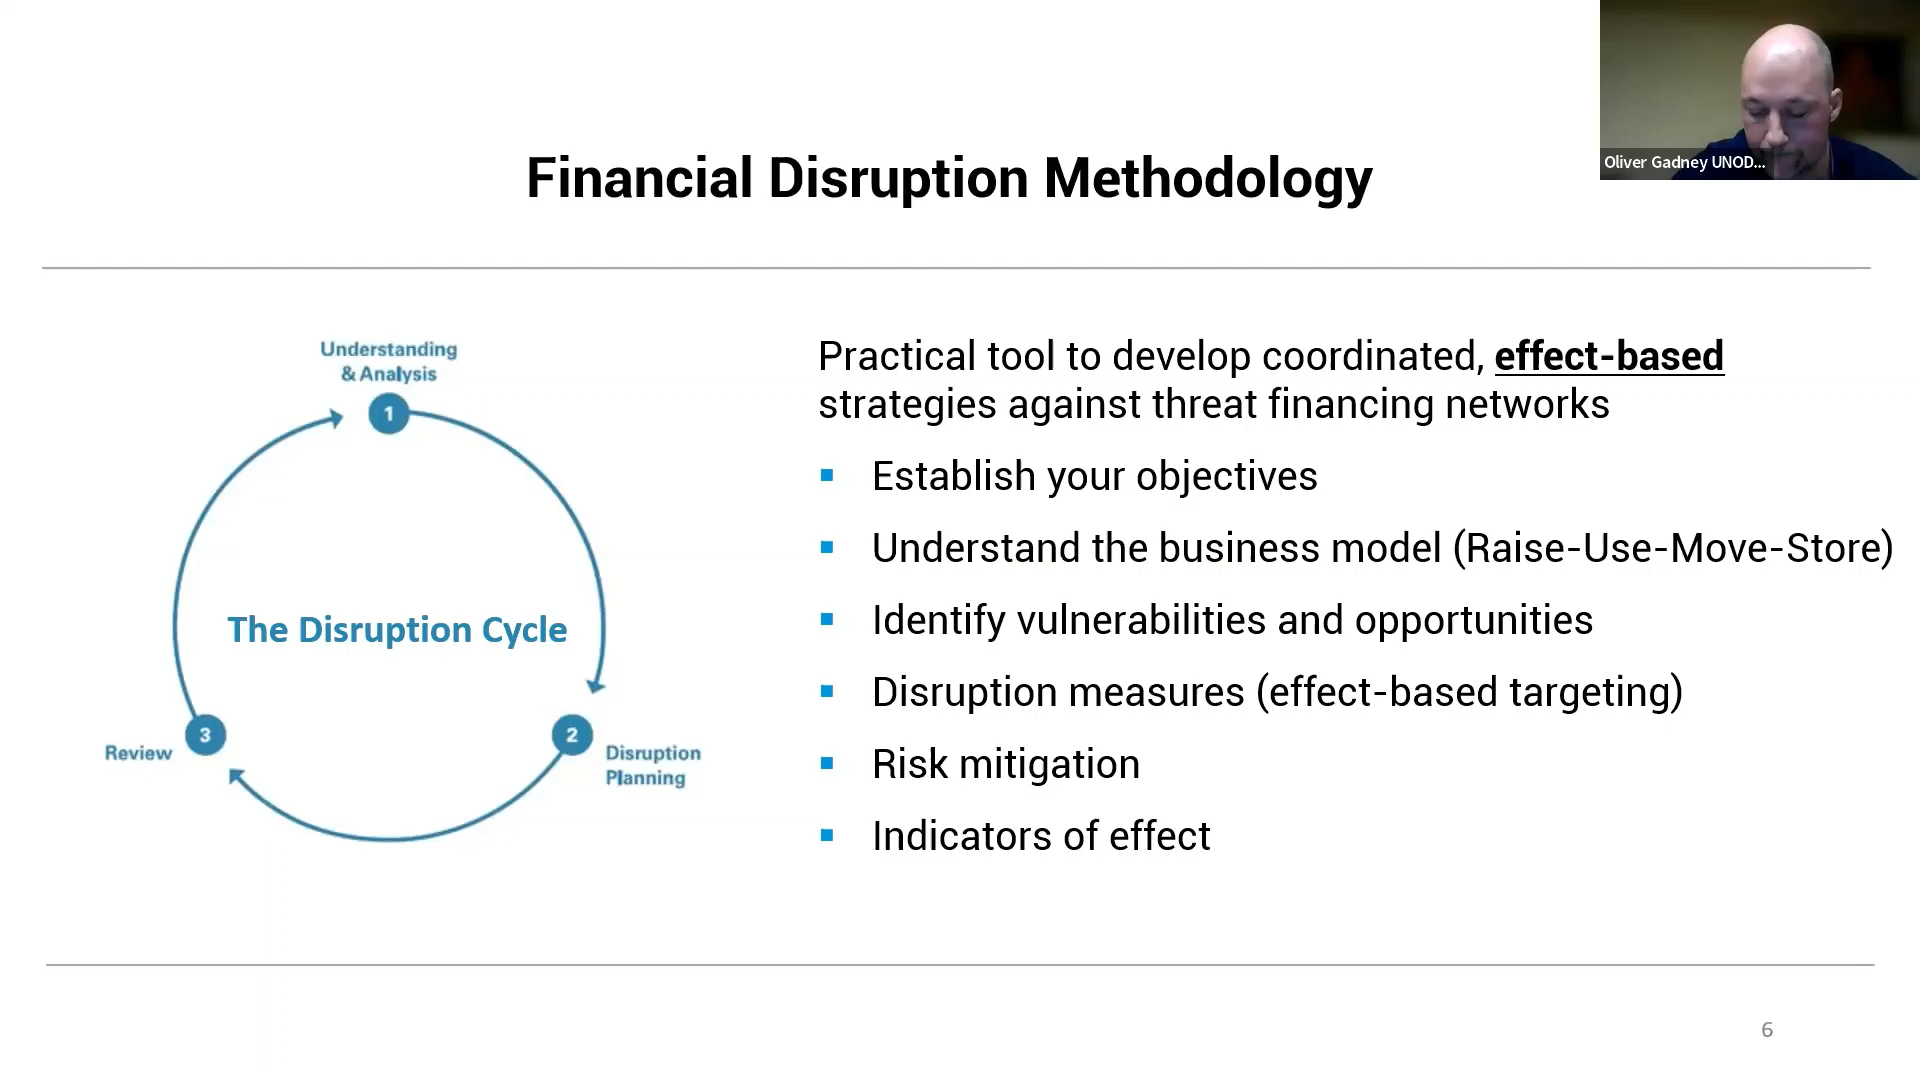 Oliver Gadney UNOD...
Financial Disruption Methodology
Understanding
& Analysis
1
The Disruption Cycle
3
Review
2
Disruption
Planning
Practical tool to develop coordinated, effect-based
strategies against threat financing networks
▪ Establish your objectives
▪ Understand the business model (Raise-Use-Move-Store)
▪ Identify vulnerabilities and opportunities
▪ Disruption measures (effect-based targeting)
▪ Risk mitigation
▪ Indicators of effect
6